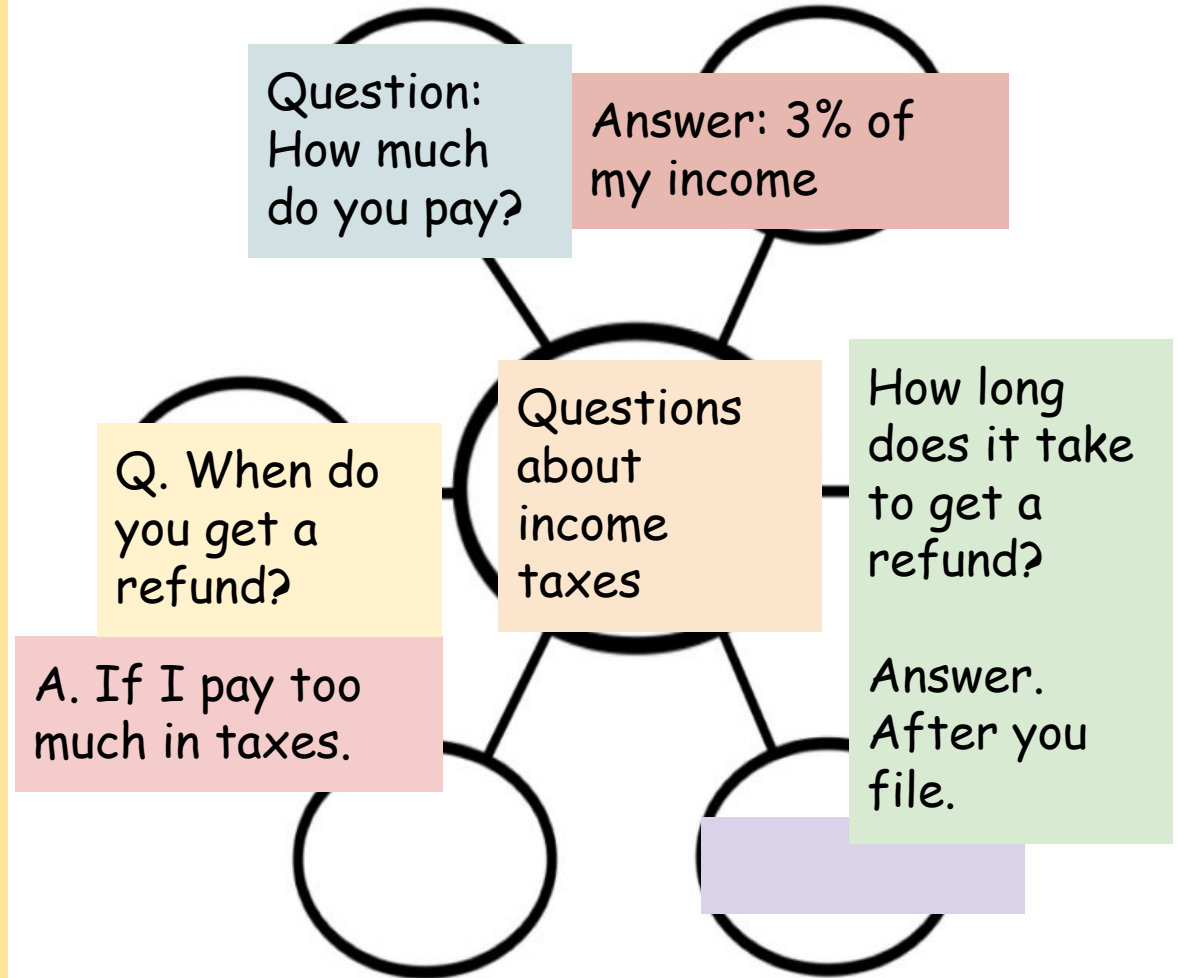 Question:
How much
do you pay?
Answer: 3% of
my income
Questions
about
income
taxes
How long
does it take
to get a
refund?
Answer.
After you
file.
Q. When do
you get a
refund?
A. If I pay too
much in taxes.